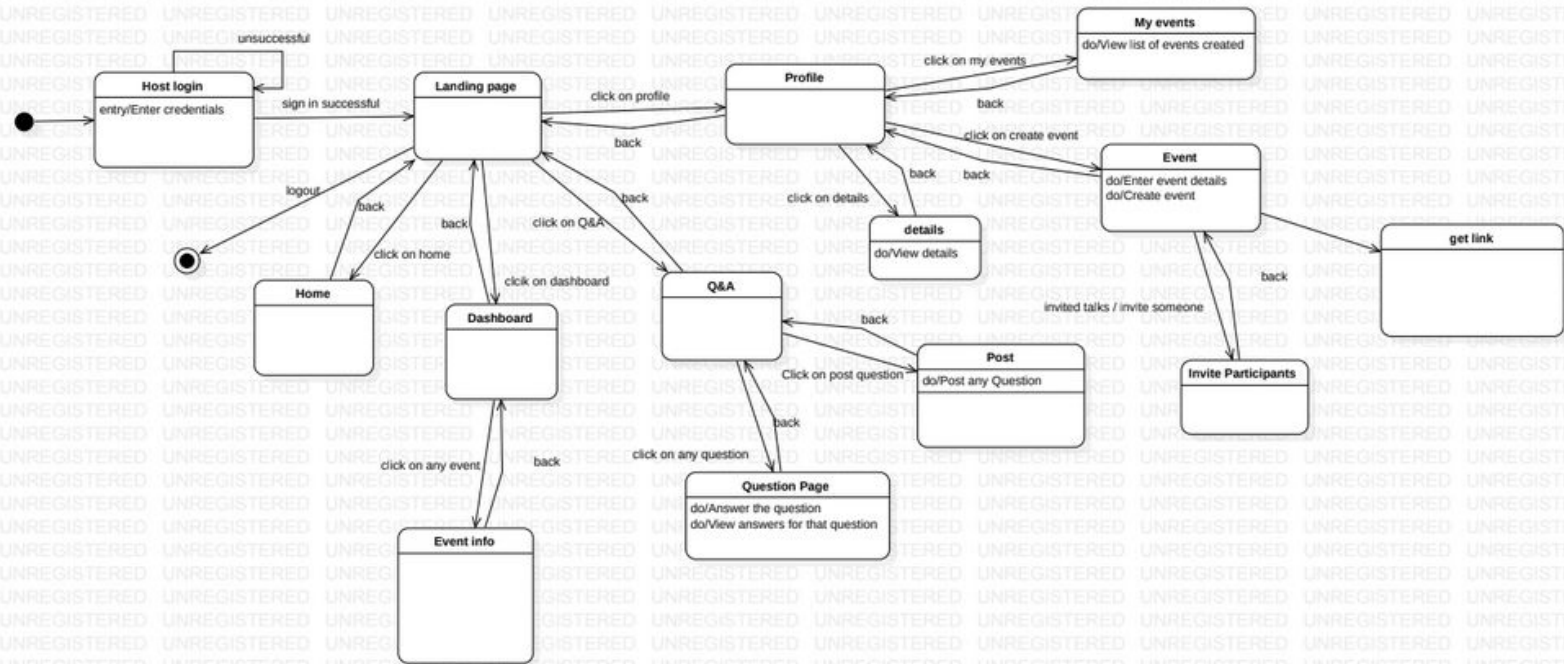 unsuccessful
Host login
entry/Enter credentials
sign in successful
Landing page
click on profile
back
Profile
click on my events
back
My events
do/View list of events created
click on create event
back
Event
do/Enter event details
do/Create event
click on details
back
details
do/View details
get link
logout
back
click on home
Home
back
clcik on dashboard
Dashboard
click on Q&A
back
Q&A
back
Click on post question
Post
do/Post any Question
invited talks / invite someone
back
Invite Participants
click on any event
back
Event info
click on any question
back
Question Page
do/Answer the question
do/View answers for that question
UNREGISTERED